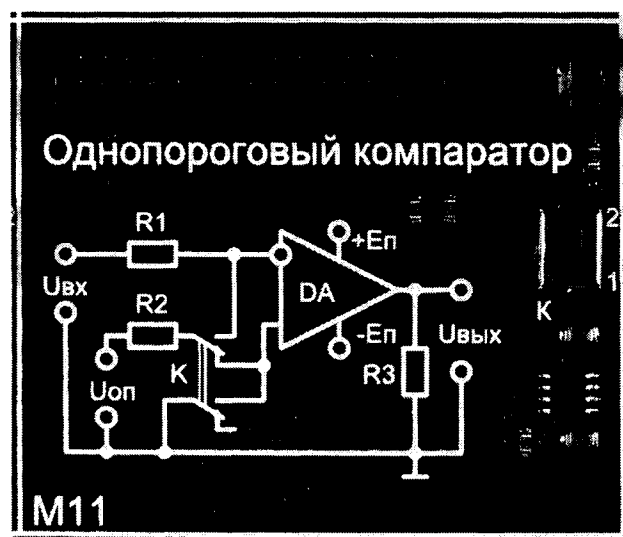 Однопороговый компаратор
R1
+Eп
2
Uвх
DA
1
R2
K
-Eп
Uвых
Uоп
K
R3
M11